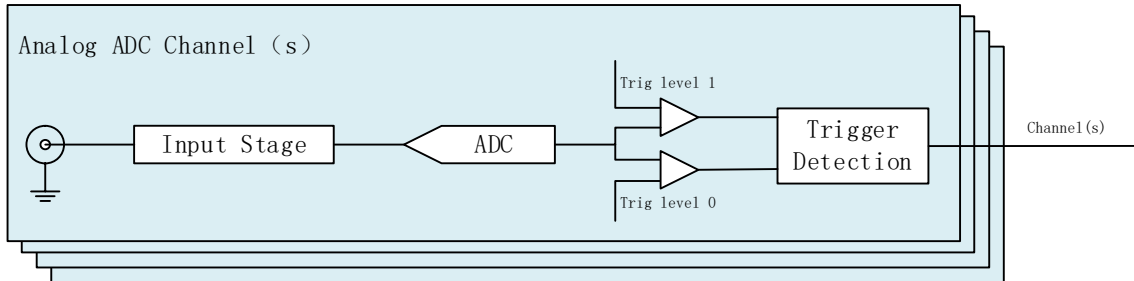 Analog ADC Channel（s）
Trig level 1
Input Stage
ADC
Trigger
Detection
Channel(s)
Trig level 0